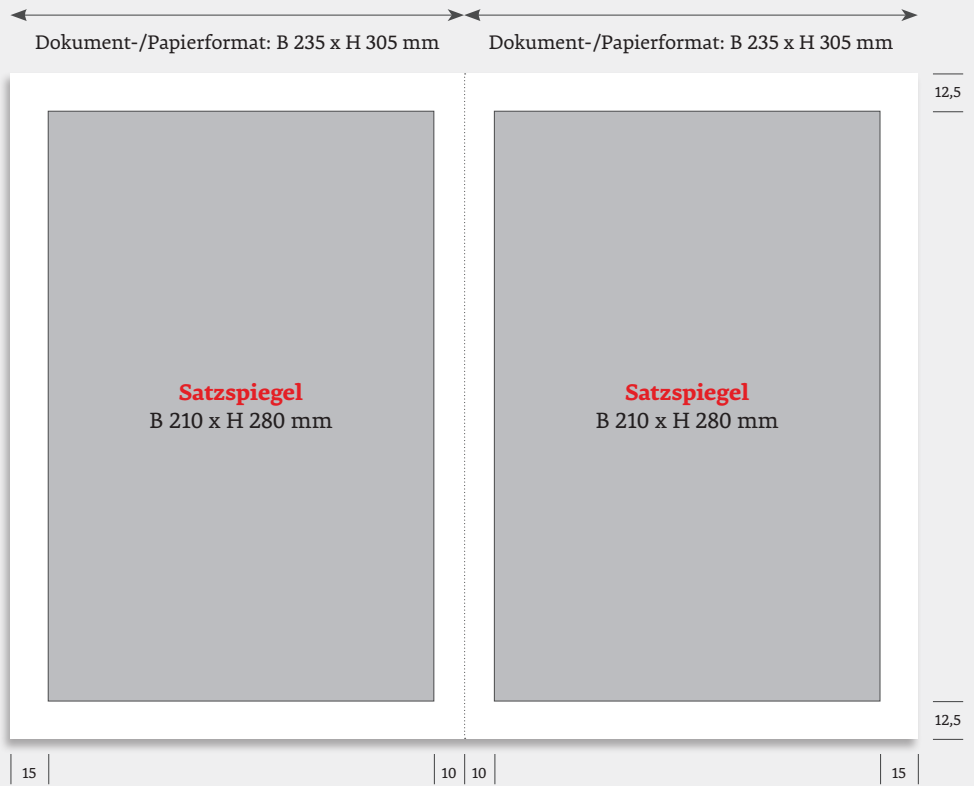 Dokument-/Papierformat: B 235 x H 305 mm
Dokument-/Papierformat: B 235 x H 305 mm
12,5
Satzspiegel
B 210 x H 280 mm
Satzspiegel
B 210 x H 280 mm
12,5
15
10
10
15